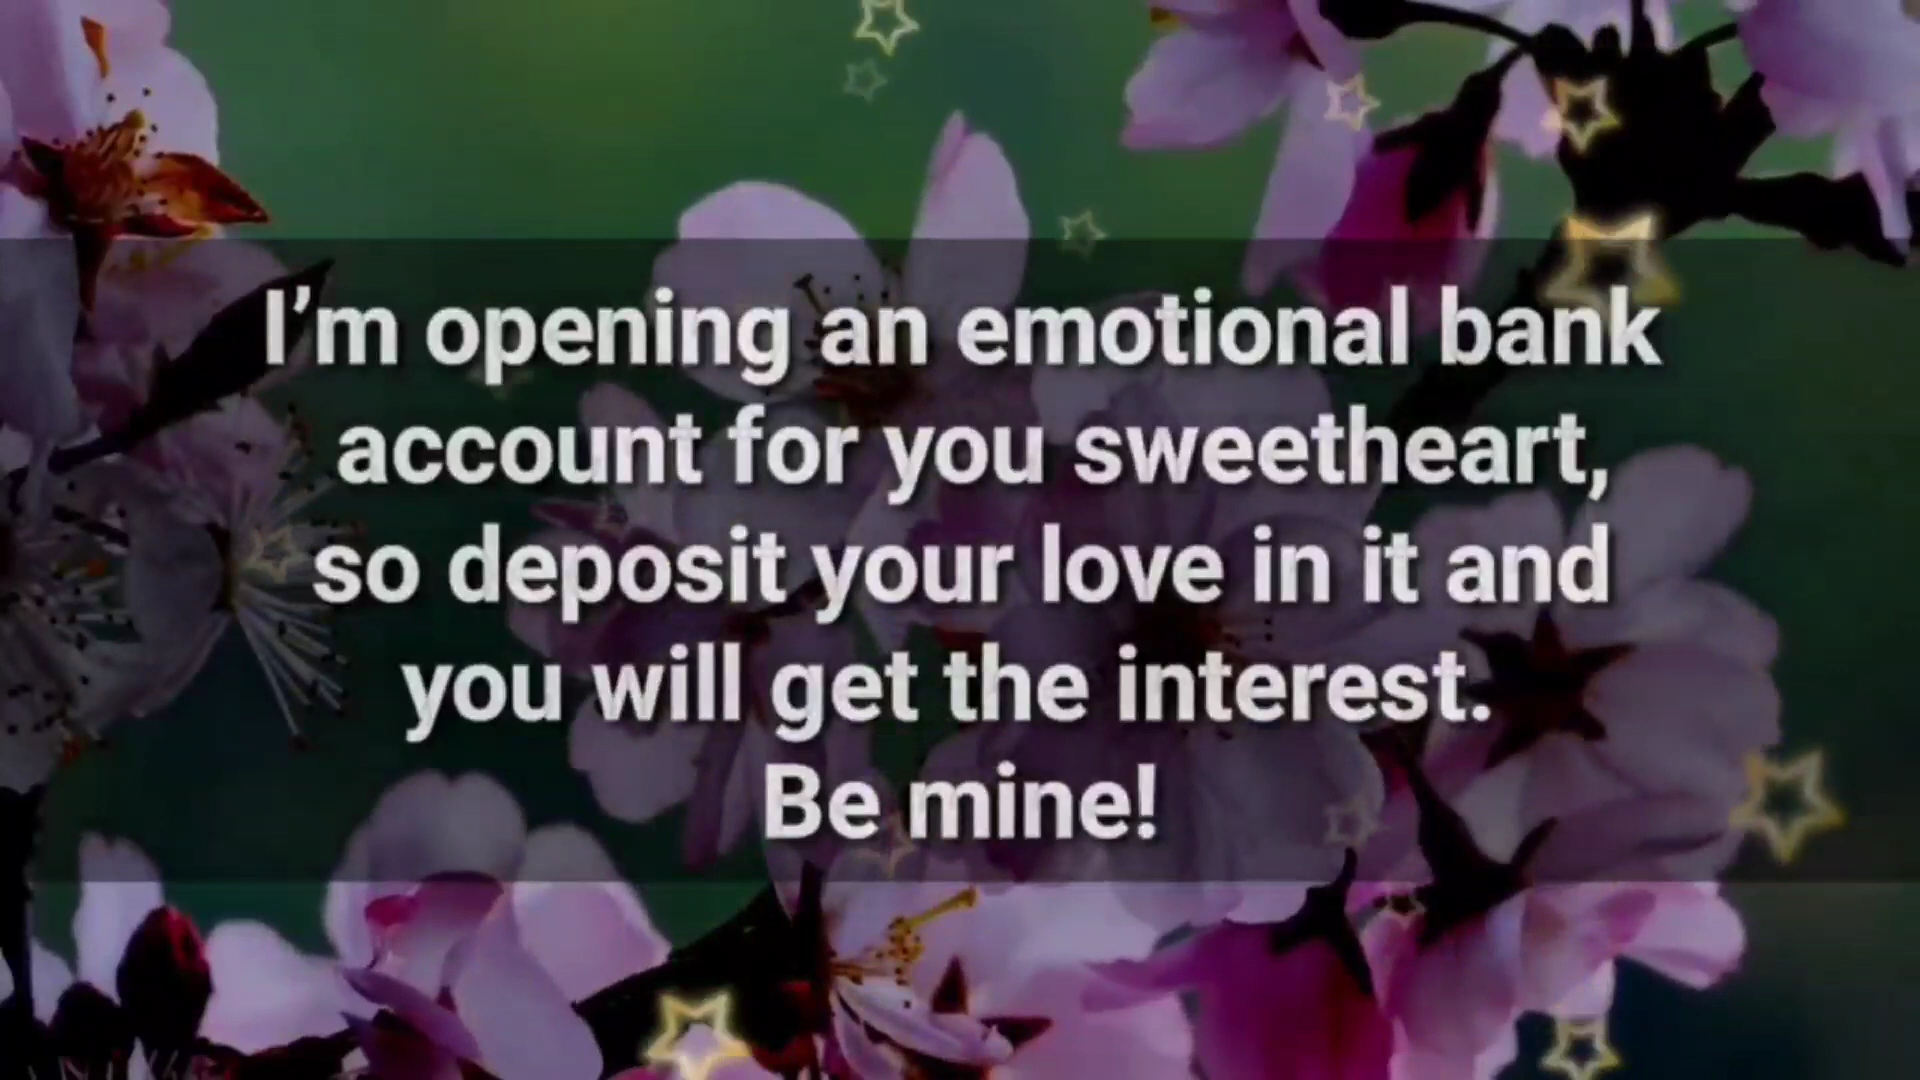 I’m opening an emotional bank
account for you sweetheart,
so deposit your love in it and
you will get the interest.
Be mine!